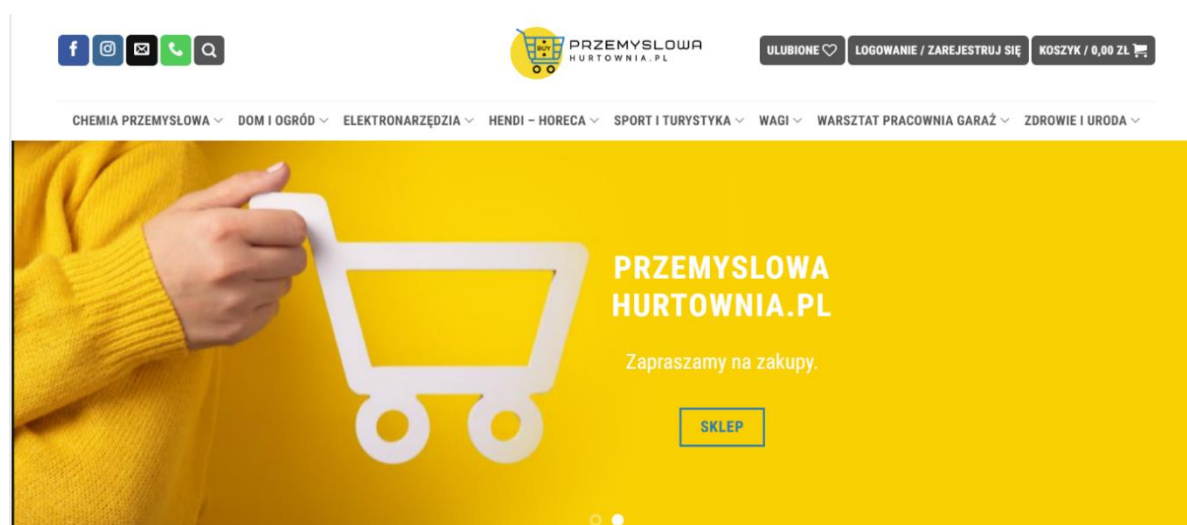 BUY
PRZEMYSLOWA
HURTOWNIA.PL
ULUBIONE
LOGOWANIE / ZAREJESTRUJ SIĘ
KOSZYK / 0,00 ZŁ
CHEMIA PRZEMYSŁOWA
DOM I OGRÓD
ELEKTRONARZĘDZIA
HENDI – HORECA
SPORT I TURYSTYKA
WAGI
WARSZTAT PRACOWNIA GARAŻ
ZDROWIE I URODA
PRZEMYSLOWA
HURTOWNIA.PL
Zapraszamy na zakupy.
SKLEP